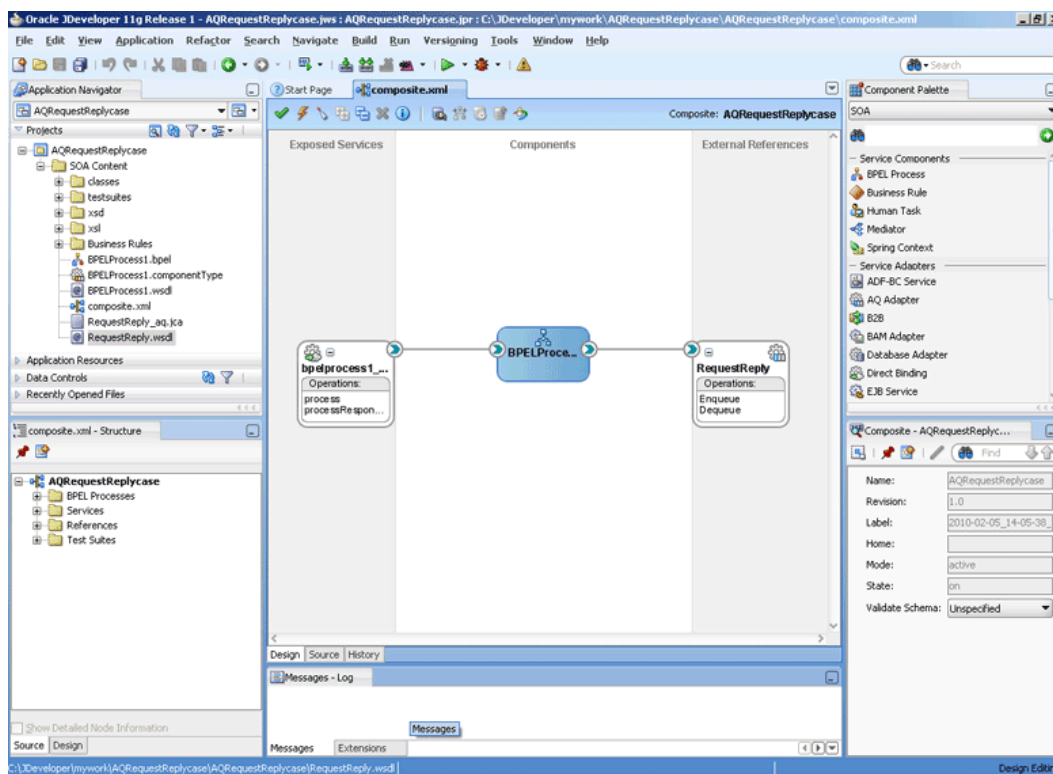 Oracle JDeveloper 11g Release 1 - AQRequestReplycase.jws : AQRequestReplycase.jpr : C:\JDeveloper\mywork\AQRequestReplycase\AQRequestReplycase\composite.xml
File Edit View Application Refactor Search Navigate Build Run Versioning Tools Window Help
Search
Application Navigator
AQRequestReplycase
Projects
AQRequestReplycase
SOA Content
classes
testsuites
xsd
xsl
Business Rules
BPELProcess1.bpel
BPELProcess1.componentType
BPELProcess1.wsdl
composite.xml
RequestReply_aq.jca
RequestReply.wsdl
Application Resources
Data Controls
Recently Opened Files
composite.xml - Structure
AQRequestReplycase
BPEL Processes
Services
References
Test Suites
Show Detailed Node Information
Source Design
Start Page composite.xml
Composite: AQRequestReplycase
Exposed Services Components External References
bpelprocess1_...
Operations:
process
processRespon...
BPELProce...
RequestReply
Operations:
Enqueue
Dequeue
Design Source History
Messages - Log
Messages
Messages Extensions
Component Palette
SOA
Service Components
BPEL Process
Business Rule
Human Task
Mediator
Spring Context
Service Adapters
ADF-BC Service
AQ Adapter
B2B
BAM Adapter
Database Adapter
Direct Binding
EJB Service
Composite - AQRequestReplyc...
Find
Name: AQRequestReplycase
Revision: 1.0
Label: 2010-02-05_14-05-38_
Home:
Mode: active
State: on
Validate Schema: Unspecified
C:\JDeveloper\mywork\AQRequestReplycase\AQRequestReplycase\RequestReply.wsdl
Design Editin